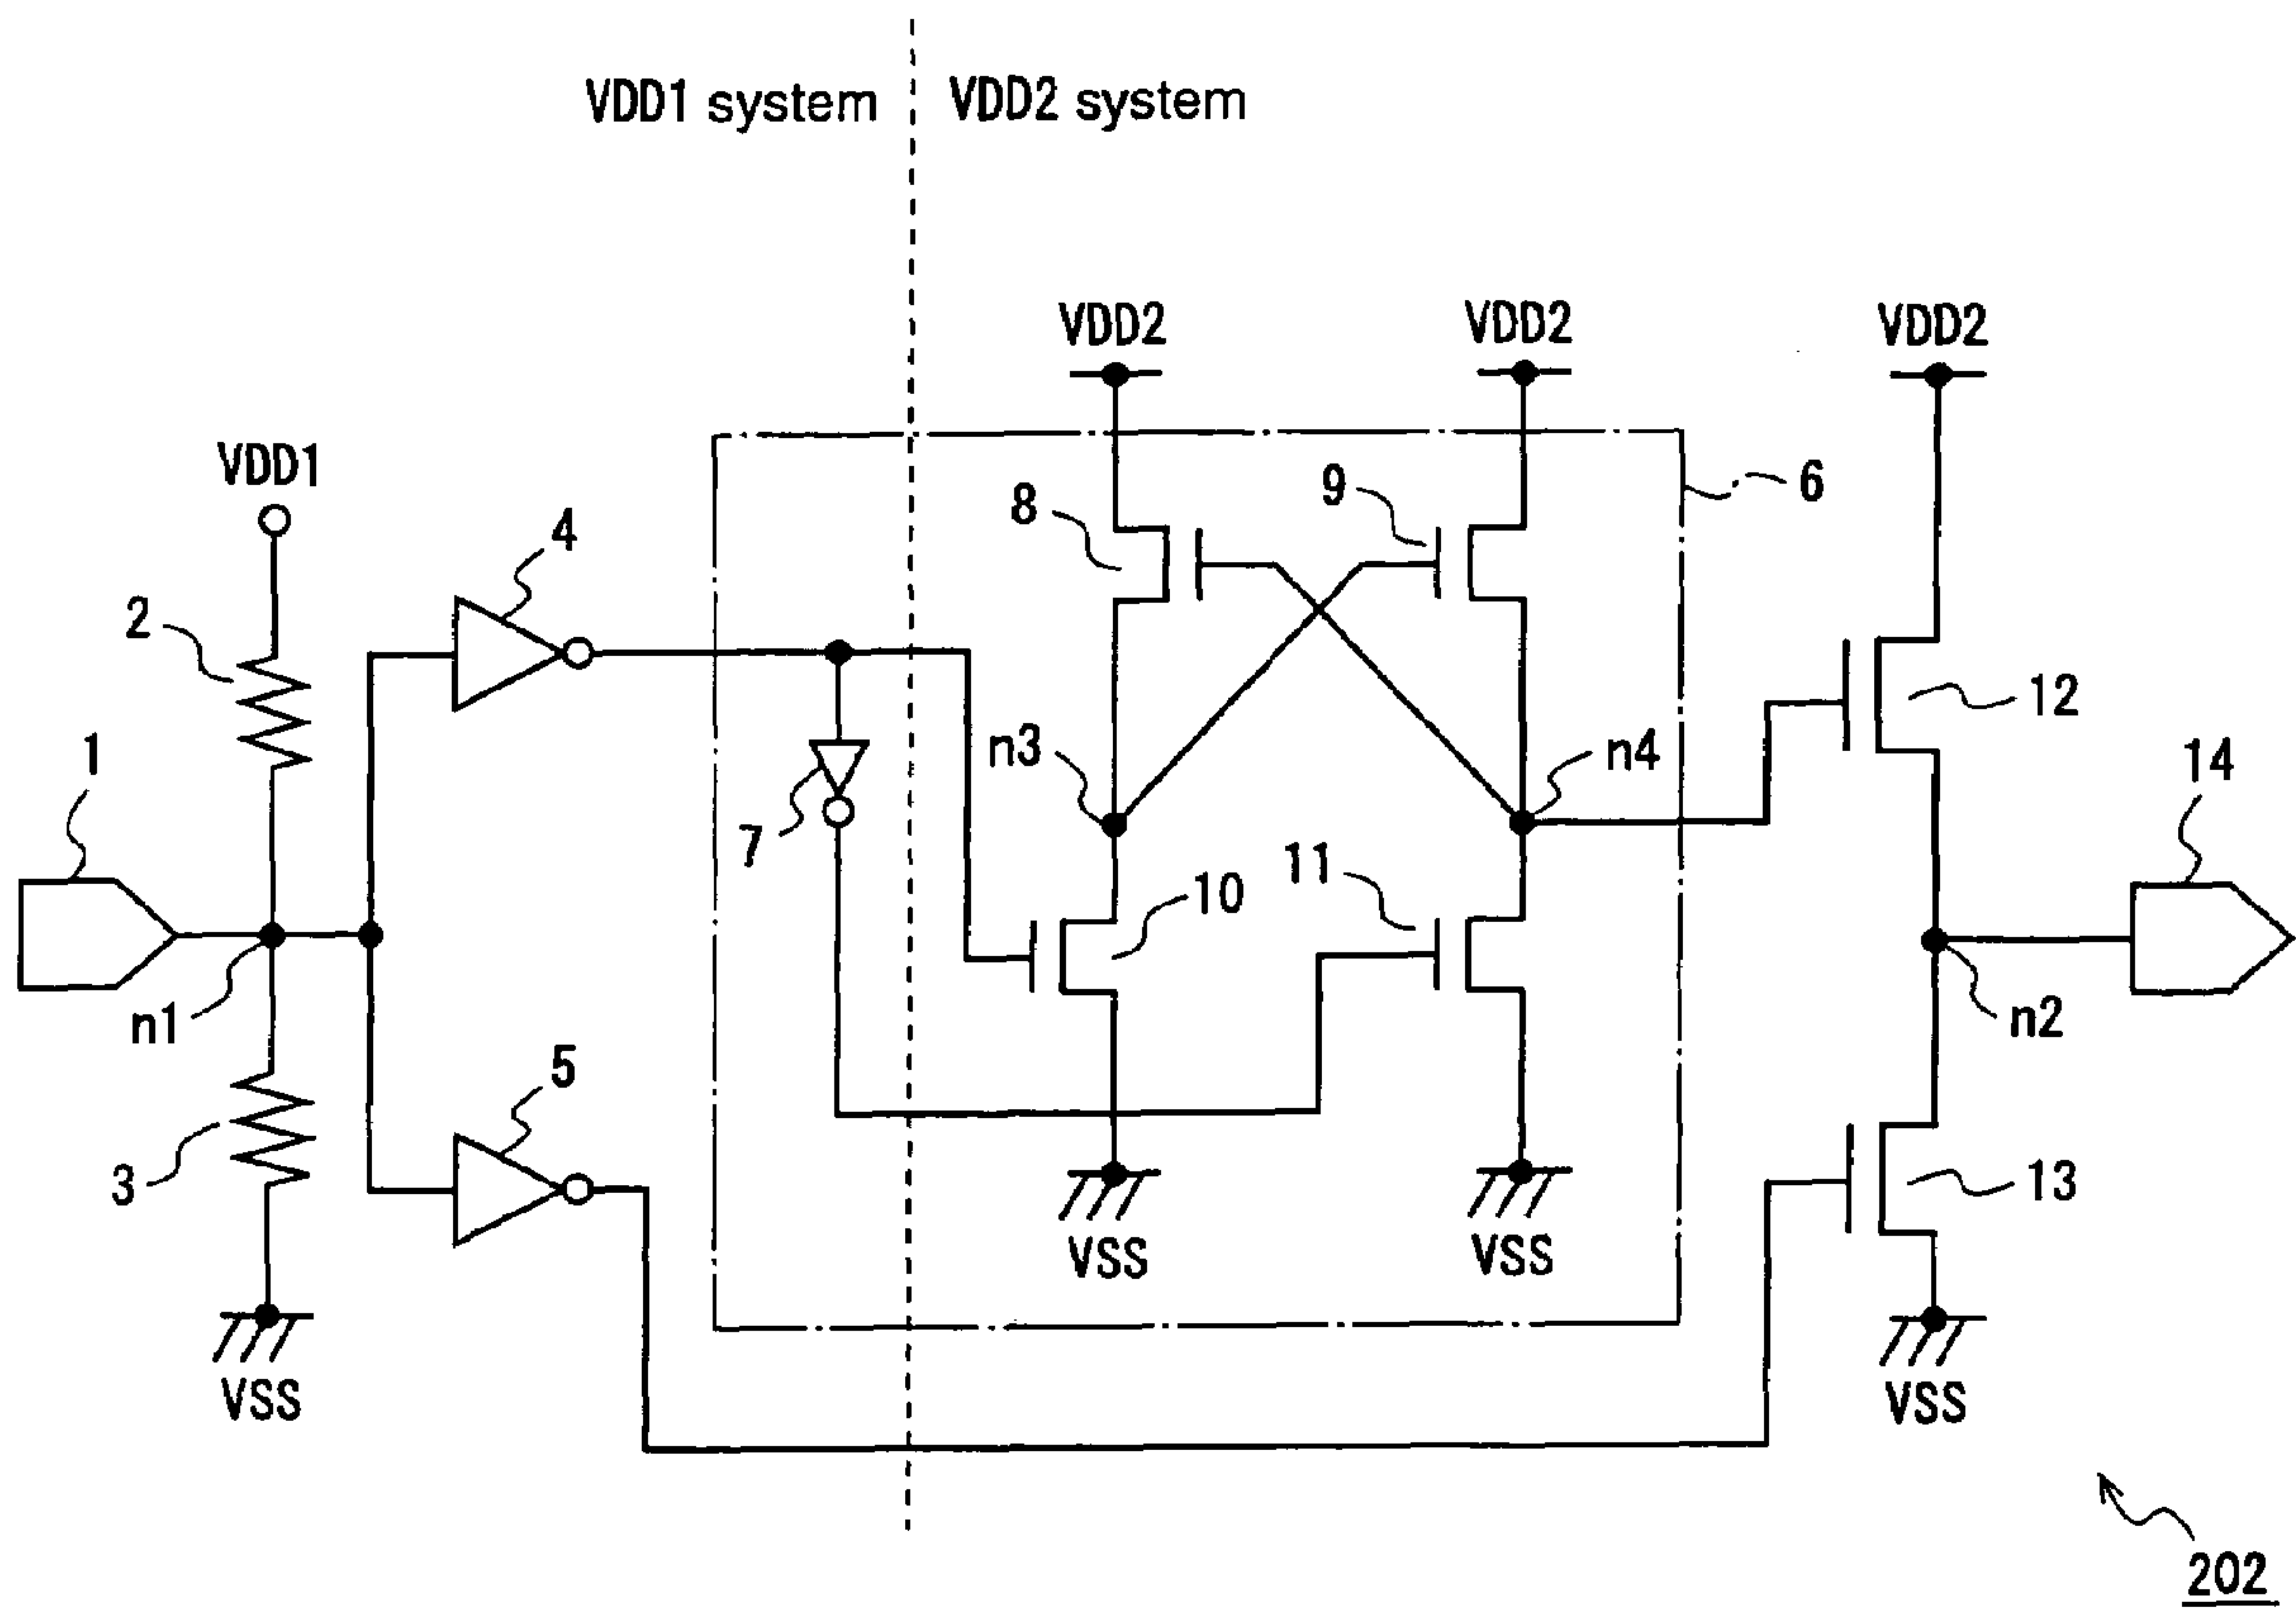 VDD1 system
VDD2 system
VDD2
VDD2
VDD2
VDD1
8
9
6
2
4
12
1
7
n3
n4
14
10
11
n1
n2
3
5
13
VSS
VSS
VSS
VSS
202